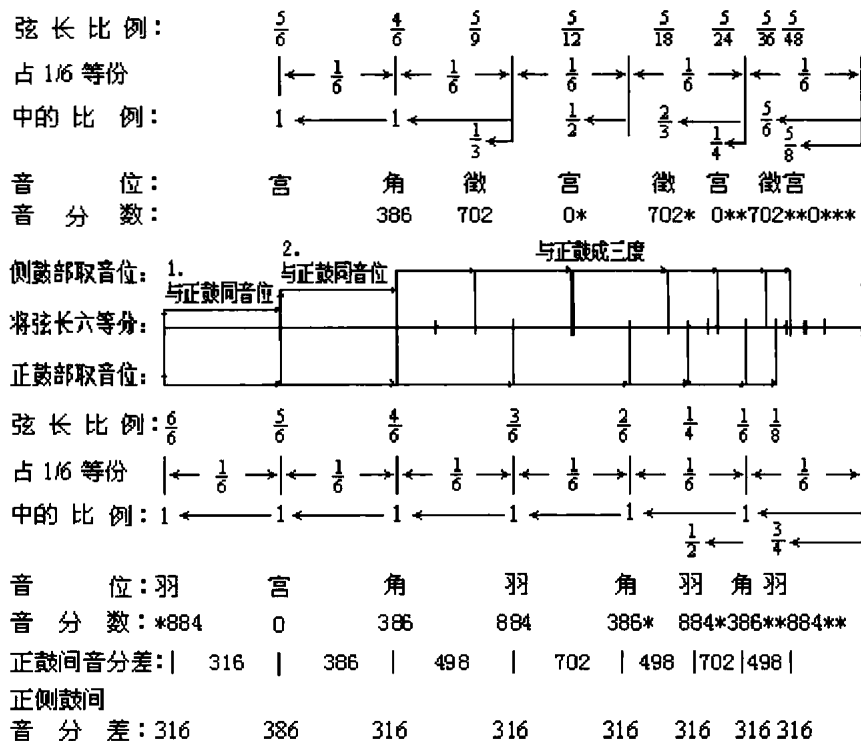 弦长比例: 5/6 4/6 5/9 5/12 5/18 5/24 5/36 5/48
占1/6等份 1/6 1/6 1/6 1/6 1/6
中的比例: 1 1 1/3 1/2 2/3 1/4 5/6 5/8
音位: 宫 角 徵 宫 徵 宫 徵宫
音分数: 386 702 0* 702* 0**702**0***
侧鼓部取音位: 1. 与正鼓同音位 2. 与正鼓同音位 与正鼓成三度
将弦长六等份:
正鼓部取音位:
弦长比例: 6/6 5/6 4/6 3/6 2/6 1/4 1/6 1/8
占1/6等份 1/6 1/6 1/6 1/6 1/6 1/6
中的比例: 1 1 1 1 1 1/2 1 3/4
音位: 羽 宫 角 羽 角 羽 角 羽
音分数: *884 0 386 884 386* 884*386**884**
正鼓间音分差:| 316 | 386 | 498 | 702 | 498 |702|498|
正侧鼓间
音分差: 316 386 316 316 316 316 316 316